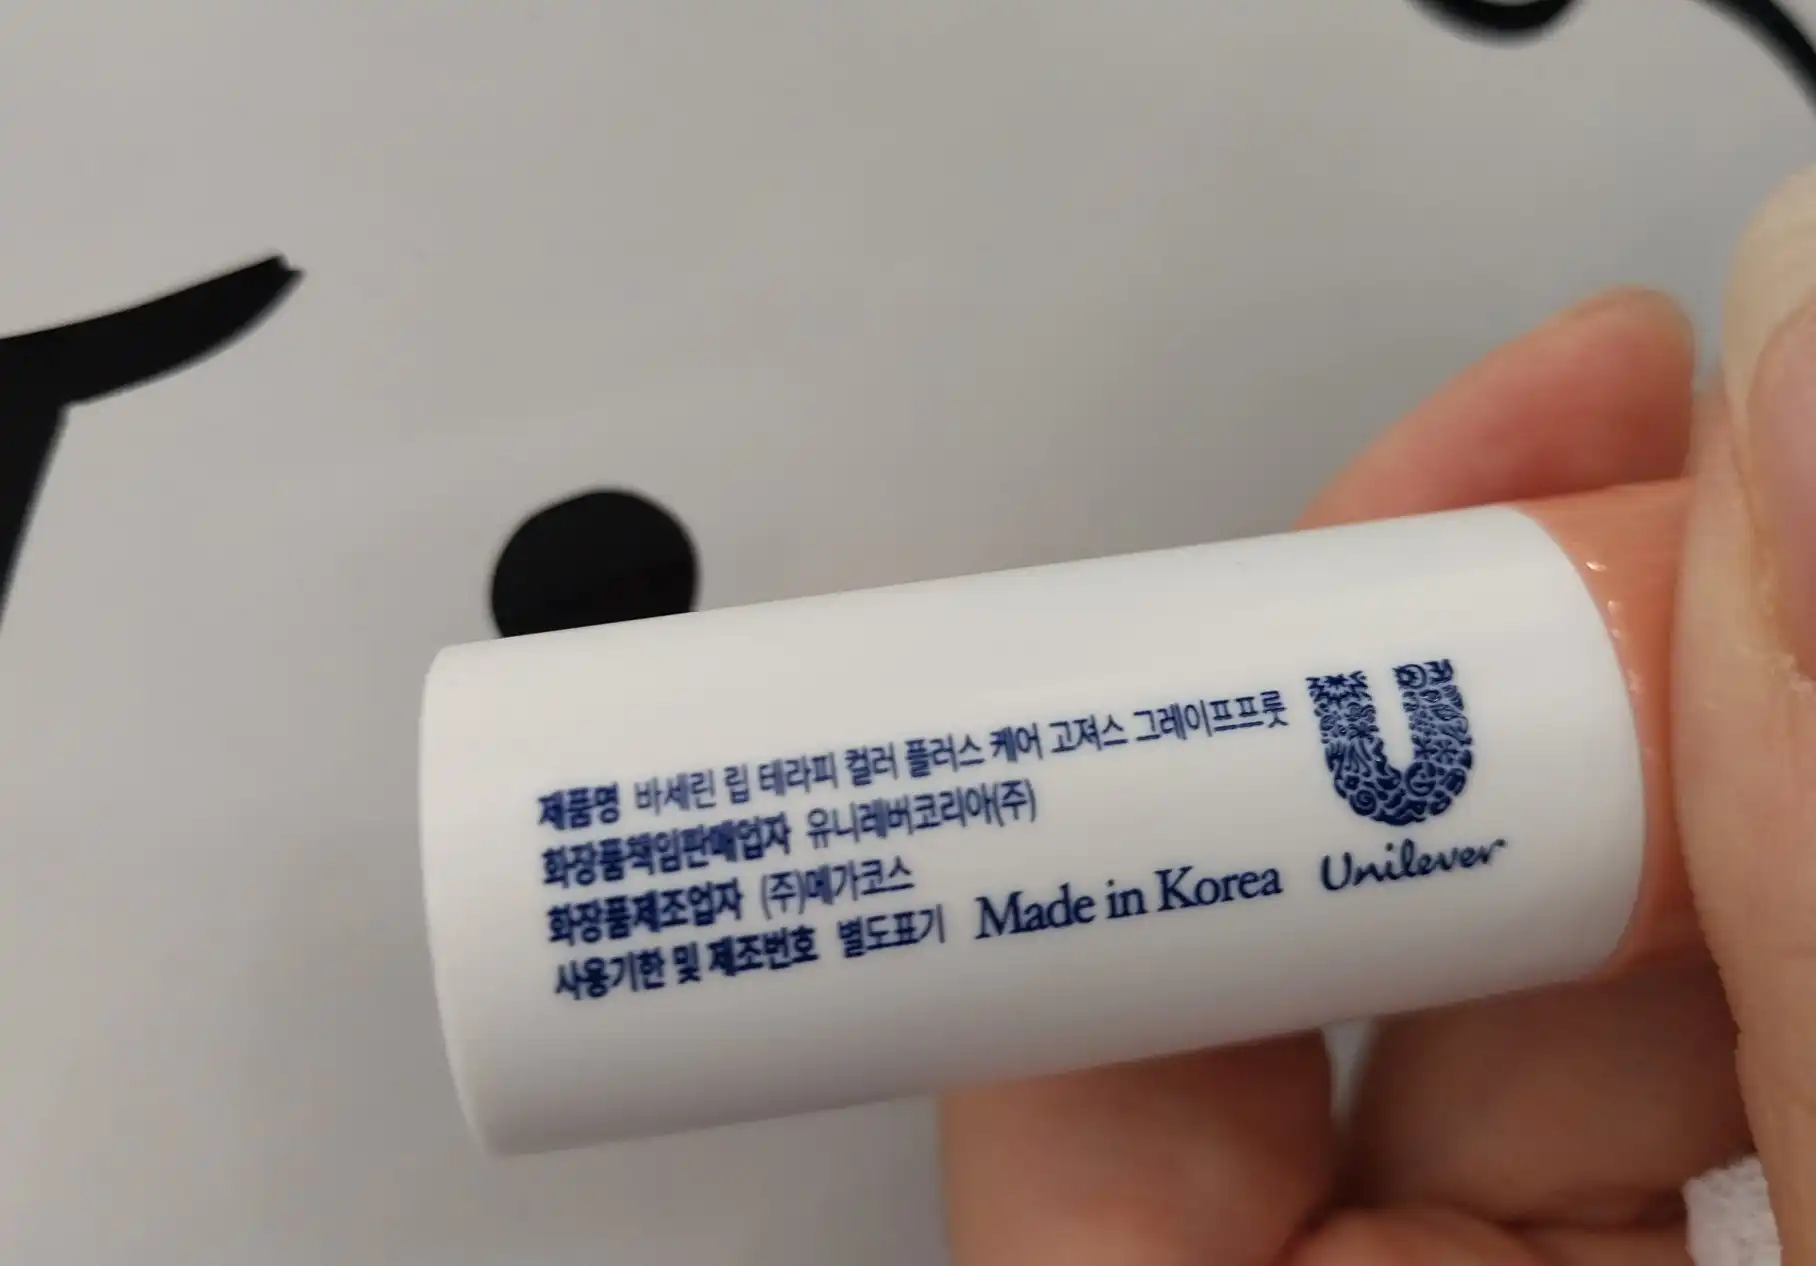 제품명 바세린 립 테라피 컬러 플러스 케어 고져스 그레이프프룻
화장품책임판매업자 유니레버코리아(주)
화장품제조업자 (주)메가코스
사용기한 및 제조번호 별도표기 Made in Korea
Unilever